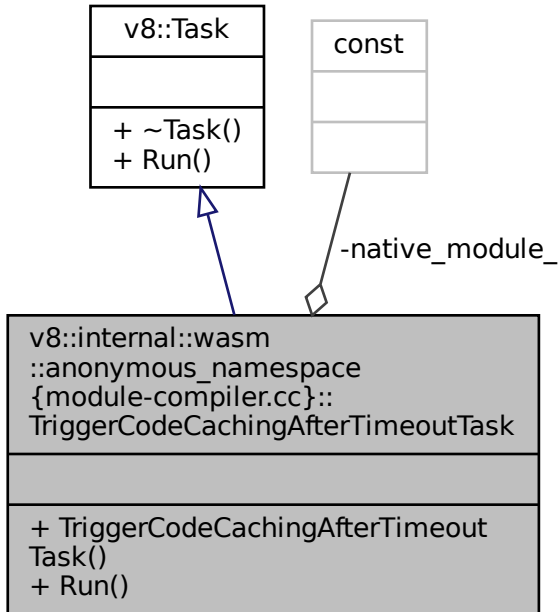 v8::Task
+ ~Task()
+ Run()
const
-native_module_
v8::internal::wasm
::anonymous_namespace
{module-compiler.cc}::
TriggerCodeCachingAfterTimeoutTask
+ TriggerCodeCachingAfterTimeout
Task()
+ Run()